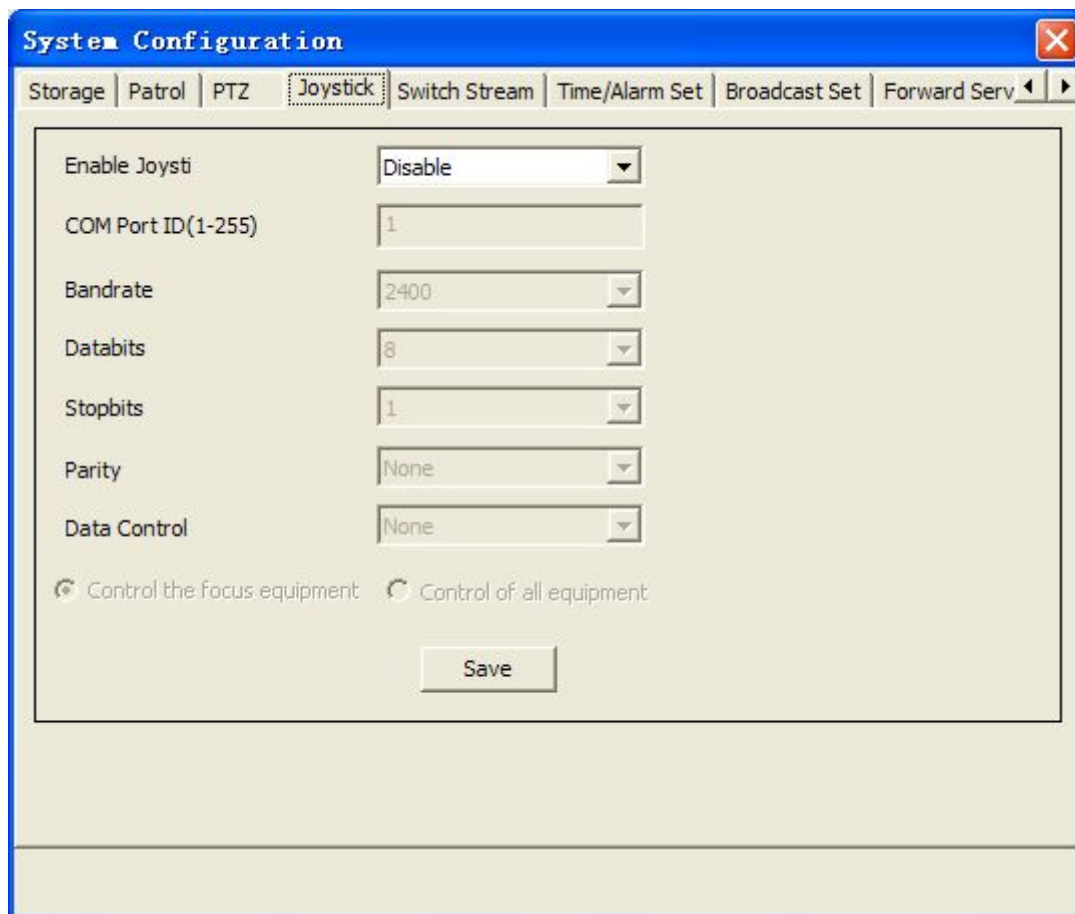 System Configuration
Storage Patrol PTZ Joystick Switch Stream Time/Alarm Set Broadcast Set Forward Serv
Enable Joysti Disable
COM Port ID(1-255) 1
Bandrate 2400
Databits 8
Stopbits 1
Parity None
Data Control None
Control the focus equipment Control of all equipment
Save